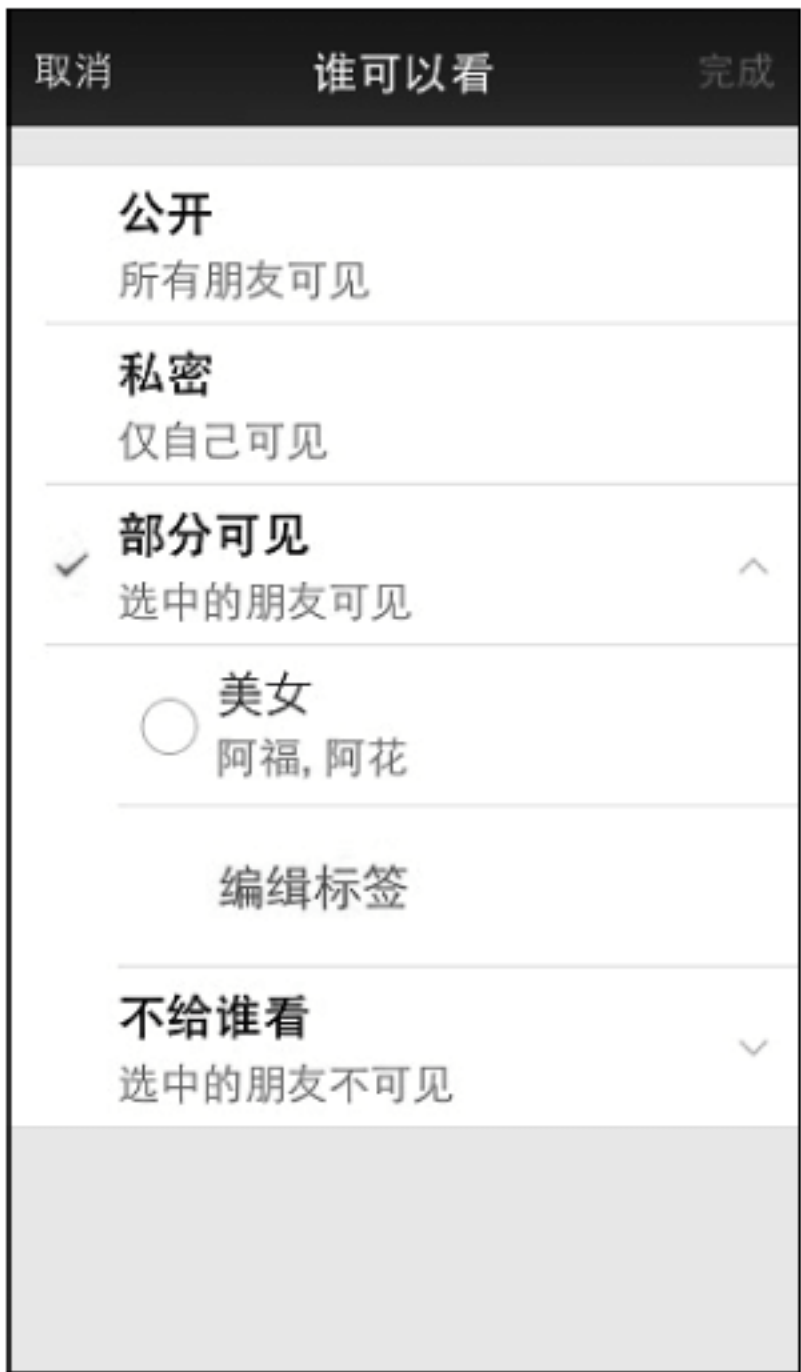 取消 谁可以看 完成
公开
所有朋友可见
私密
仅自己可见
部分可见
选中的朋友可见
美女
阿福, 阿花
编缉标签
不给谁看
选中的朋友不可见